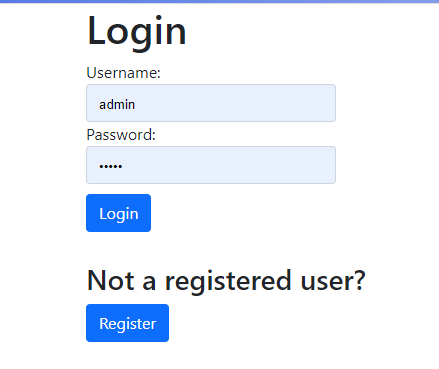 Login
Username:
admin
Password:
•••••
Login
Not a registered user?
Register